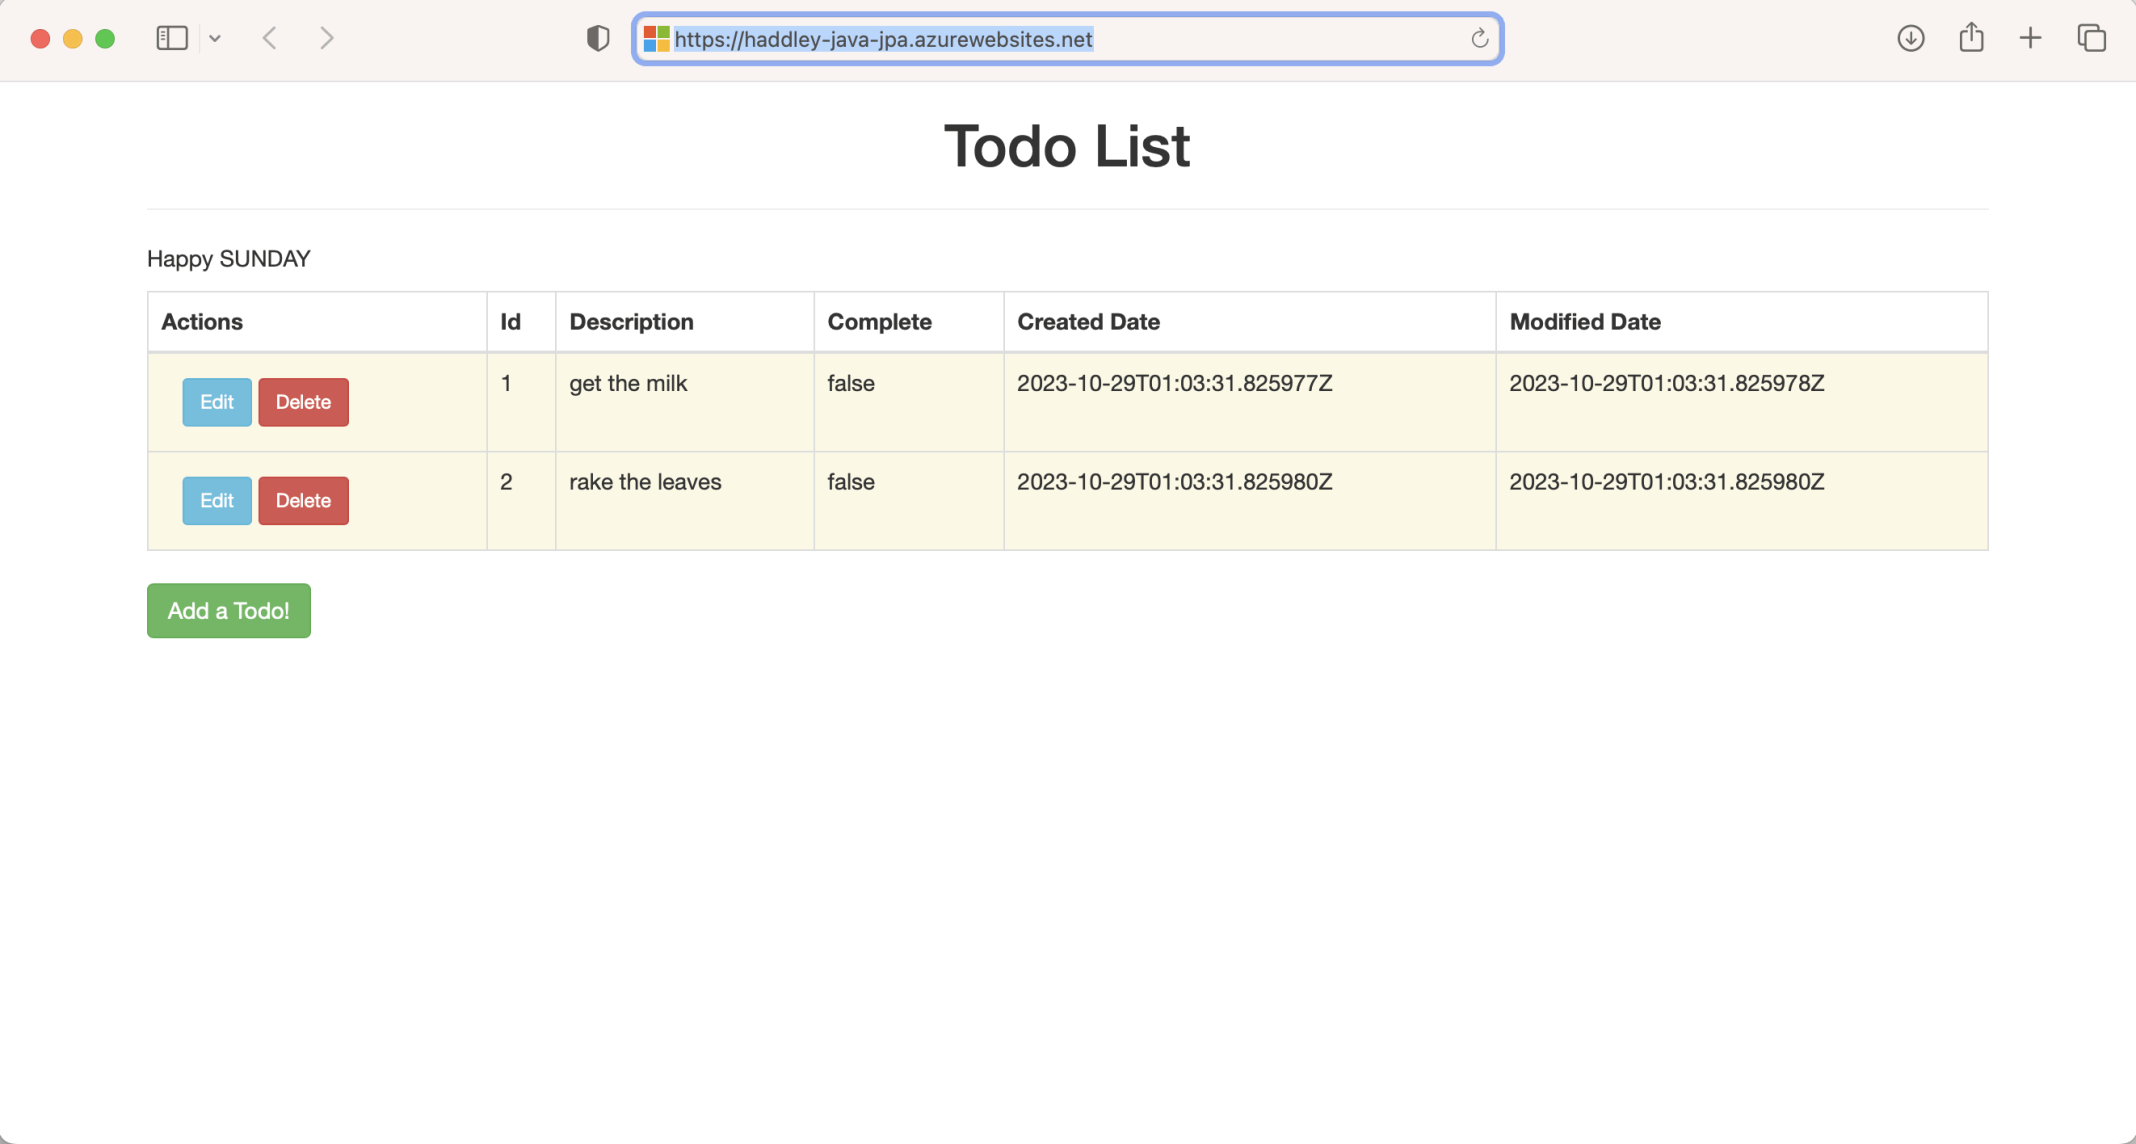 https://haddley-java-jpa.azurewebsites.net
Todo List
Happy SUNDAY
Actions Id Description Complete Created Date Modified Date
Edit Delete 1 get the milk false 2023-10-29T01:03:31.825977Z 2023-10-29T01:03:31.825978Z
Edit Delete 2 rake the leaves false 2023-10-29T01:03:31.825980Z 2023-10-29T01:03:31.825980Z
Add a Todo!